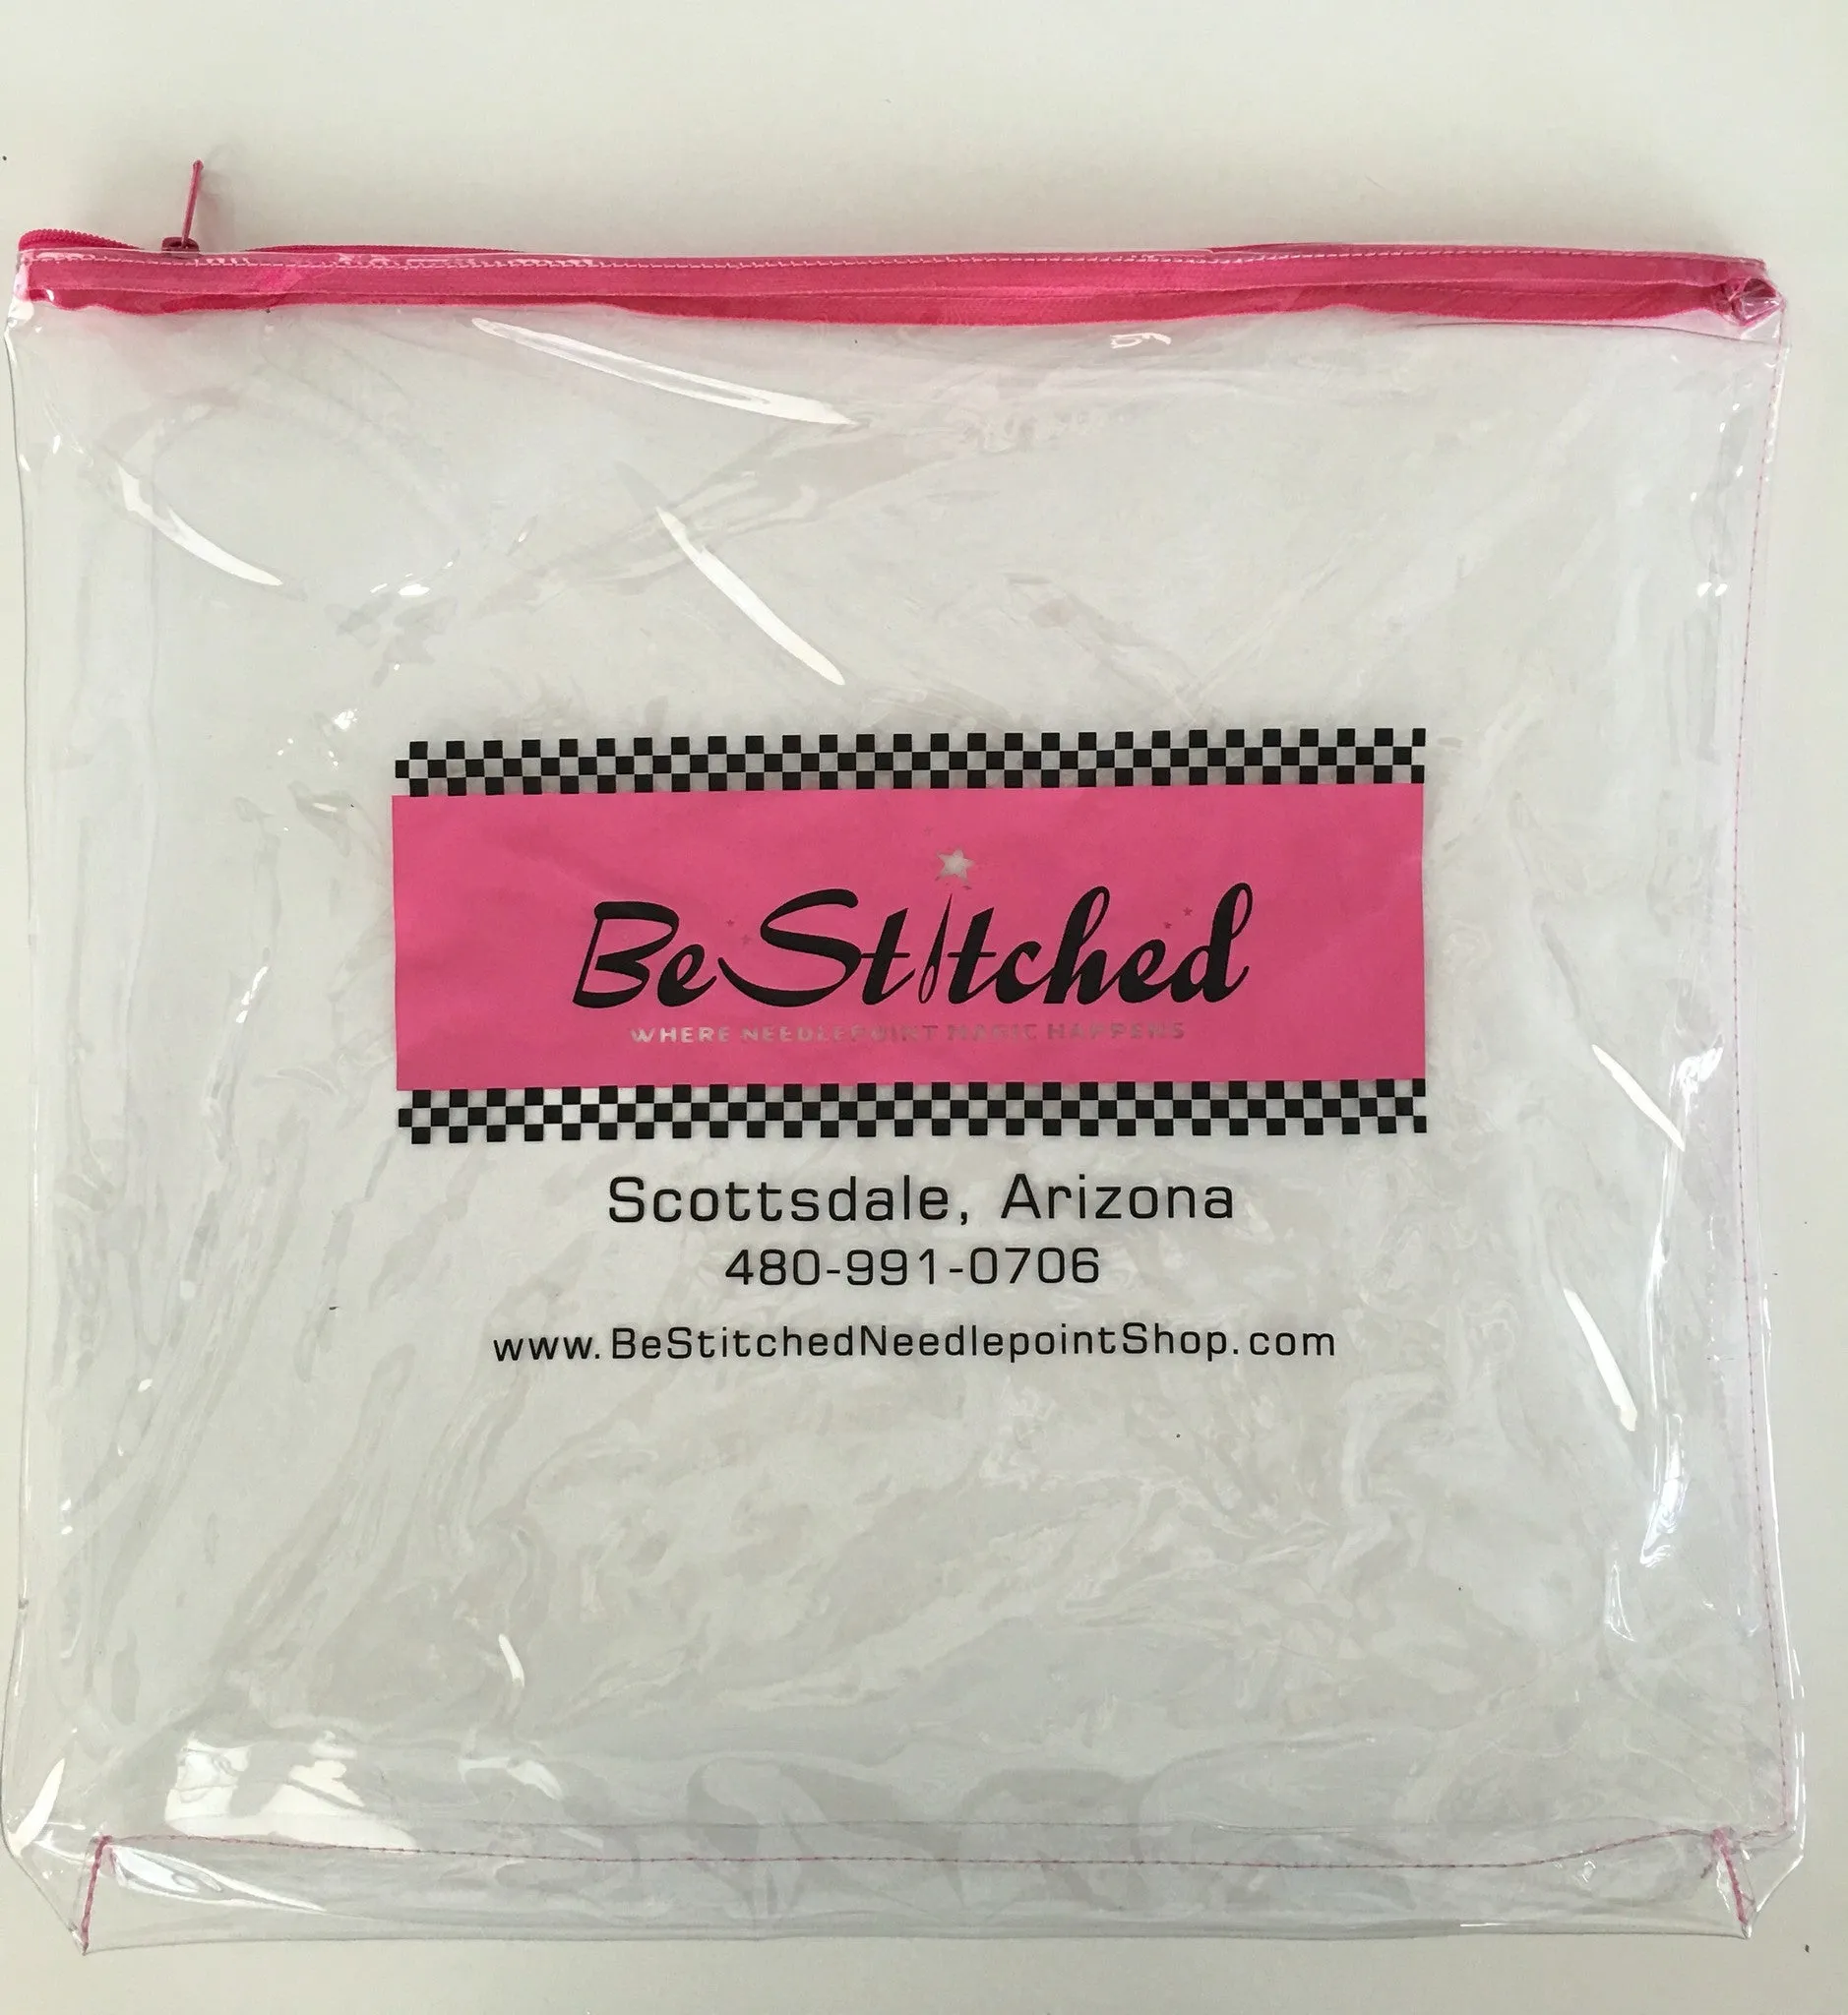 BeStitched
WHERE NEEDLEPOINT MAGIC HAPPENS
Scottsdale, Arizona
480-991-0706
www.BeStitchedNeedlepointShop.com